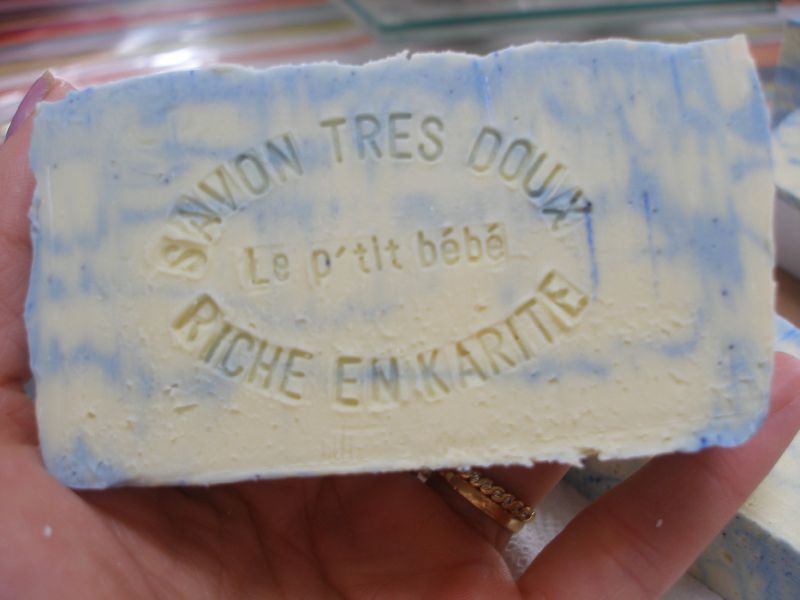 SAVON TRES DOUX
Le p'tit bébé
RICHE EN KARITE